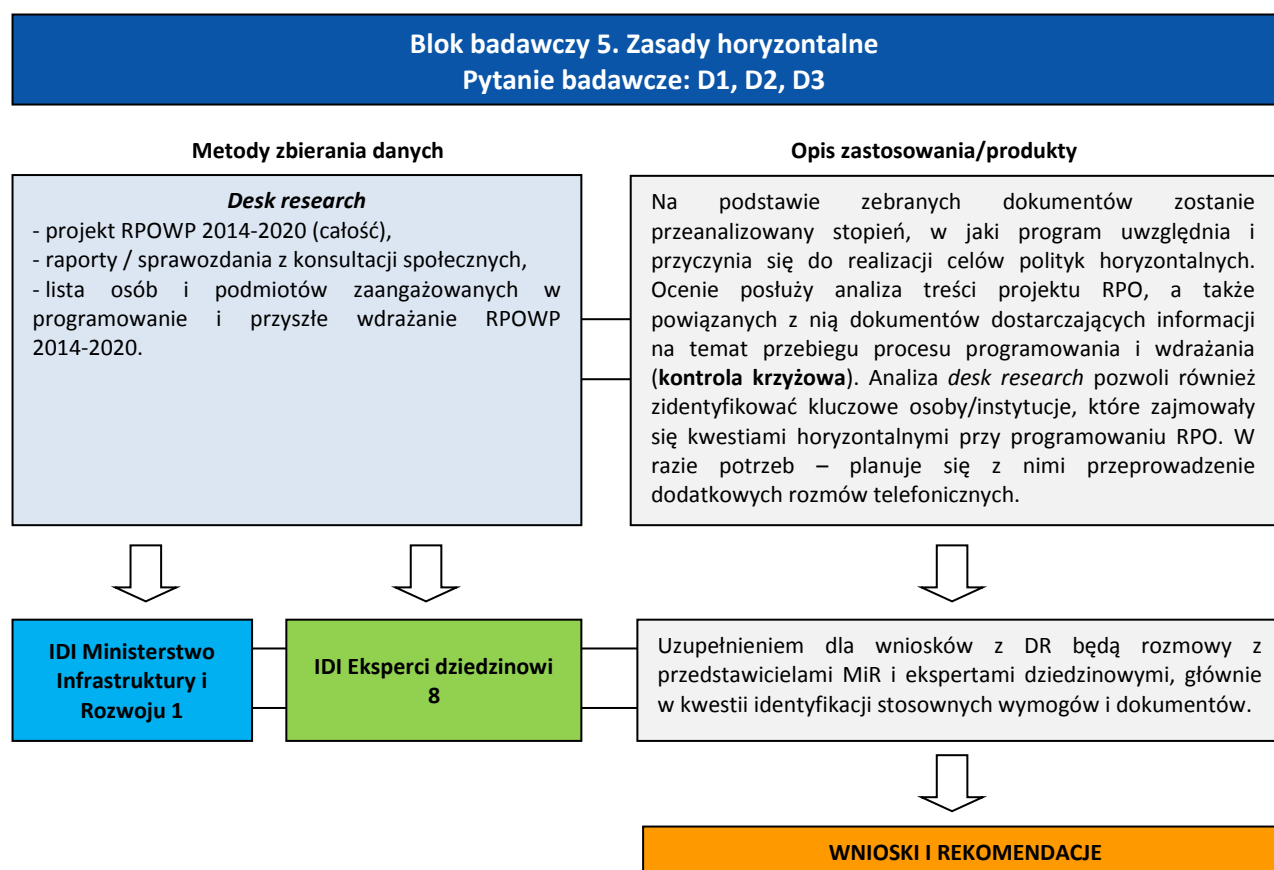 Blok badawczy 5. Zasady horyzontalne
Pytanie badawcze: D1, D2, D3
Metody zbierania danych
Opis zastosowania/produkty
Desk research
- projekt RPOWP 2014-2020 (całość),
- raporty / sprawozdania z konsultacji społecznych,
- lista osób i podmiotów zaangażowanych w
programowanie i przyszłe wdrażanie RPOWP
2014-2020.
Na podstawie zebranych dokumentów zostanie
przeanalizowany stopień, w jaki program uwzględnia i
przyczynia się do realizacji celów polityk horyzontalnych.
Ocenie posłuży analiza treści projektu RPO, a także
powiązanych z nią dokumentów dostarczających informacji
na temat przebiegu procesu programowania i wdrażania
(kontrola krzyżowa). Analiza desk research pozwoli również
zidentyfikować kluczowe osoby/instytucje, które zajmowały
się kwestiami horyzontalnymi przy programowaniu RPO. W
razie potrzeb – planuje się z nimi przeprowadzenie
dodatkowych rozmów telefonicznych.
IDI Ministerstwo
Infrastruktury i
Rozwoju 1
IDI Eksperci dziedzinowi
8
Uzupełnieniem dla wniosków z DR będą rozmowy z
przedstawicielami MiR i ekspertami dziedzinowymi, głównie
w kwestii identyfikacji stosownych wymogów i dokumentów.
WNIOSKI I REKOMENDACJE